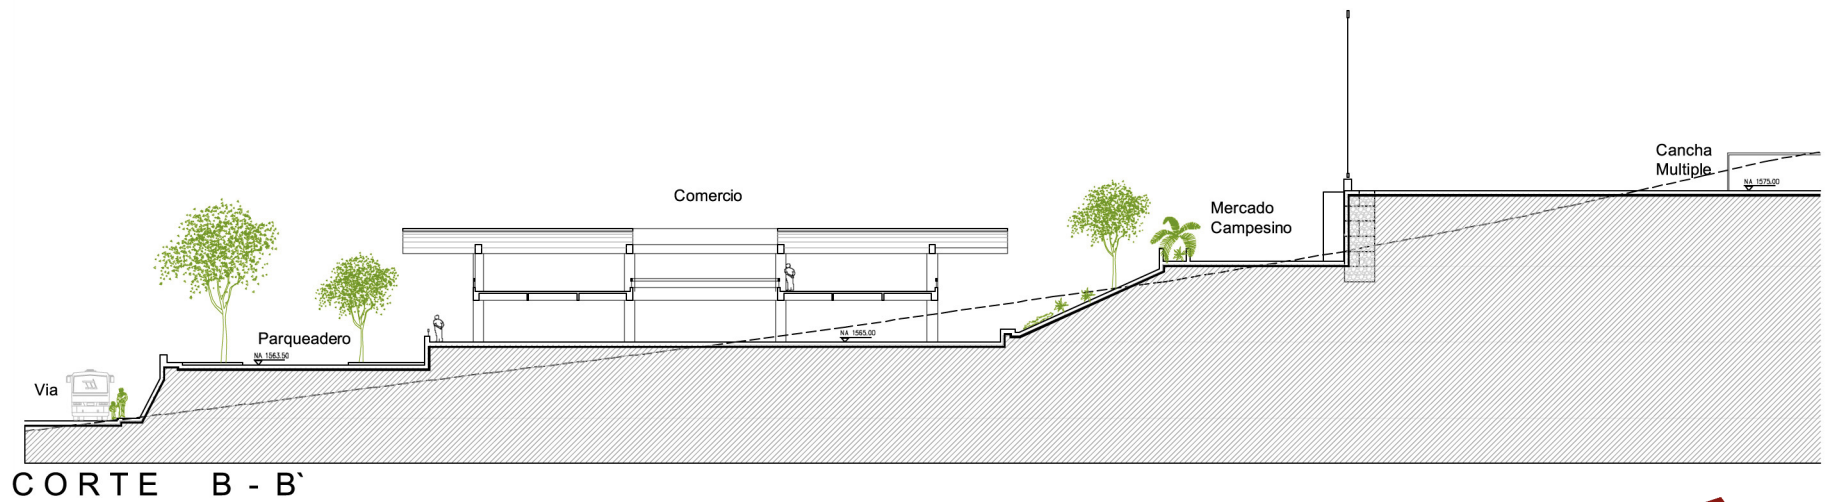 Cancha
Multiple
NA 1575.00
Comercio
Mercado
Campesino
Parqueadero
NA 1565.00
NA 1563.50
Via
CORTE B - B`